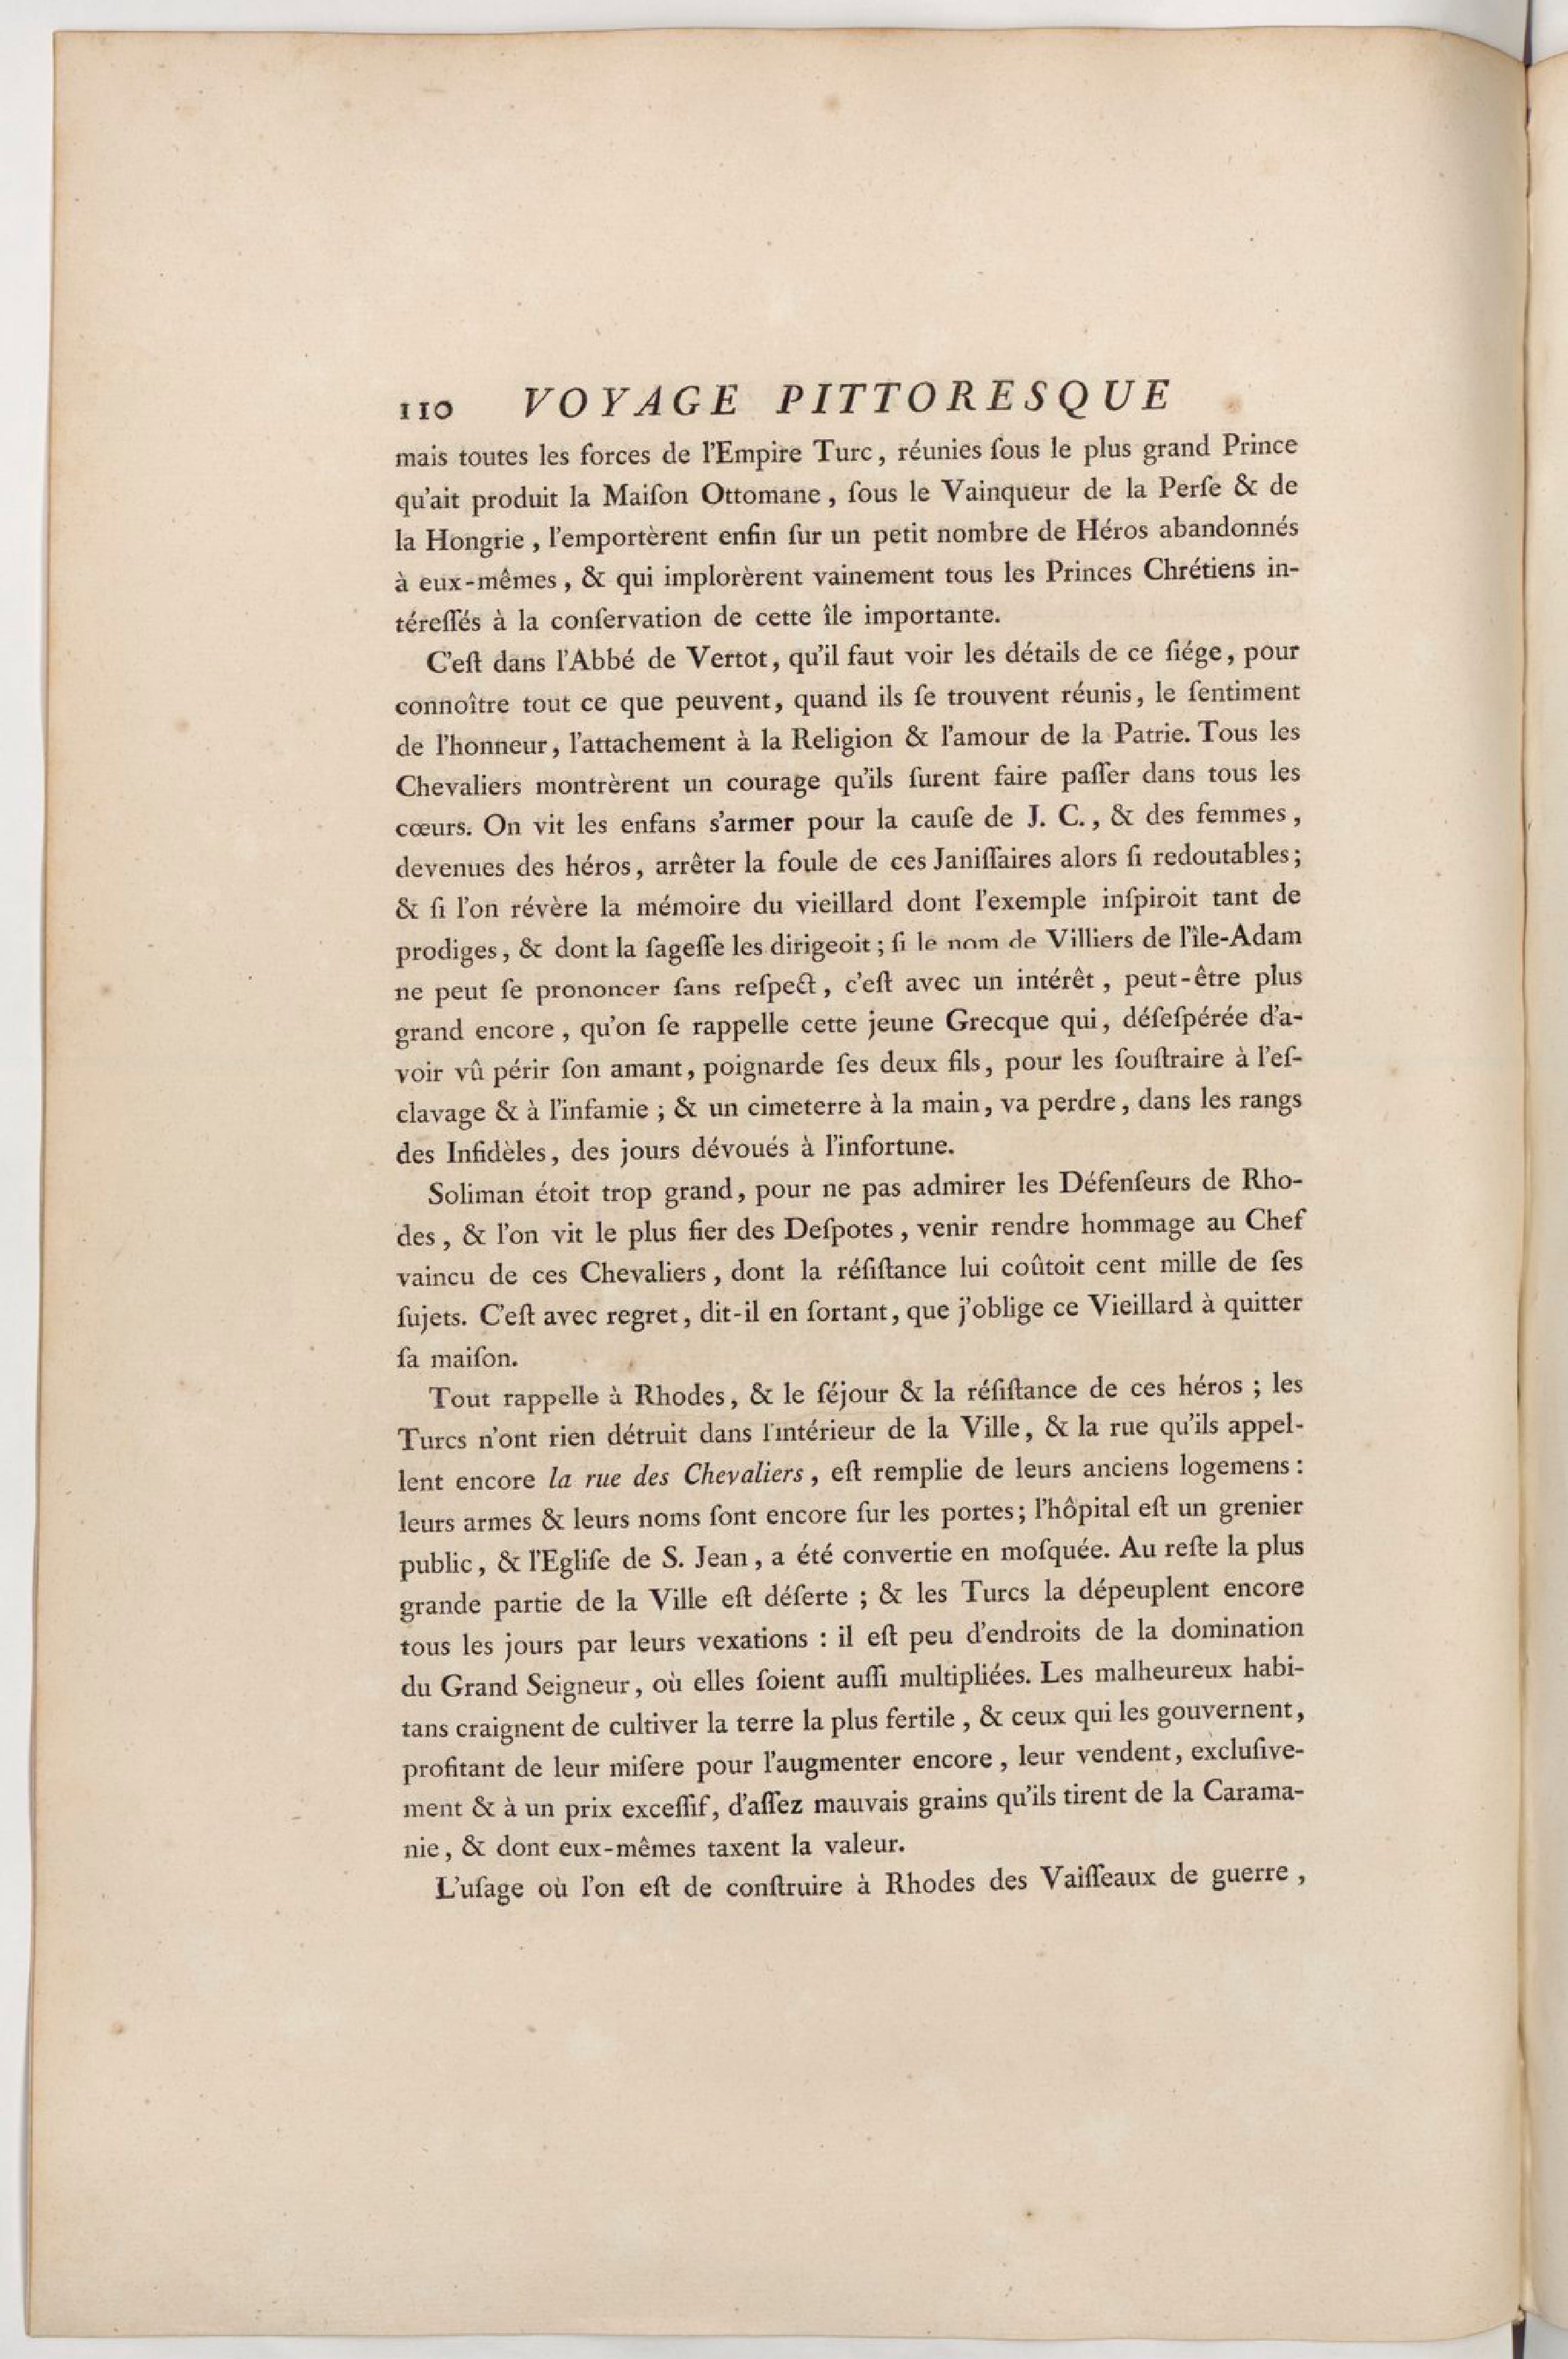 110 VOYAGE PITTORESQUE
mais toutes les forces de l'Empire Turc, réunies ſous le plus grand Prince
qu'ait produit la Maiſon Ottomane, ſous le Vainqueur de la Perſe & de
la Hongrie, l'emportèrent enfin ſur un petit nombre de Héros abandonnés
à eux-mêmes, & qui implorèrent vainement tous les Princes Chrétiens in-
téreſſés à la conſervation de cette île importante.
C'eſt dans l'Abbé de Vertot, qu'il faut voir les détails de ce ſiége, pour
connoître tout ce que peuvent, quand ils ſe trouvent réunis, le ſentiment
de l'honneur, l'attachement à la Religion & l'amour de la Patrie. Tous les
Chevaliers montrèrent un courage qu'ils ſurent faire paſſer dans tous les
cœurs. On vit les enfans s'armer pour la cauſe de J. C., & des femmes,
devenues des héros, arrêter la foule de ces Janiſſaires alors ſi redoutables;
& ſi l'on révère la mémoire du vieillard dont l'exemple inſpiroit tant de
prodiges, & dont la ſageſſe les dirigeoit; ſi le nom de Villiers de l'île-Adam
ne peut ſe prononcer ſans reſpect, c'eſt avec un intérêt, peut-être plus
grand encore, qu'on ſe rappelle cette jeune Grecque qui, déſeſpérée d'a-
voir vû périr ſon amant, poignarde ſes deux fils, pour les ſouſtraire à l'eſ-
clavage & à l'infamie; & un cimeterre à la main, va perdre, dans les rangs
des Infidèles, des jours dévoués à l'infortune.
Soliman étoit trop grand, pour ne pas admirer les Défenſeurs de Rho-
des, & l'on vit le plus fier des Deſpotes, venir rendre hommage au Chef
vaincu de ces Chevaliers, dont la réſiſtance lui coûtoit cent mille de ſes
ſujets. C'eſt avec regret, dit-il en ſortant, que j'oblige ce Vieillard à quitter
ſa maiſon.
Tout rappelle à Rhodes, & le ſéjour & la réſiſtance de ces héros; les
Turcs n'ont rien détruit dans l'intérieur de la Ville, & la rue qu'ils appel-
lent encore la rue des Chevaliers, eſt remplie de leurs anciens logemens:
leurs armes & leurs noms ſont encore ſur les portes; l'hôpital eſt un grenier
public, & l'Egliſe de S. Jean, a été convertie en moſquée. Au reſte la plus
grande partie de la Ville eſt déſerte; & les Turcs la dépeuplent encore
tous les jours par leurs vexations: il eſt peu d'endroits de la domination
du Grand Seigneur, où elles ſoient auſſi multipliées. Les malheureux habi-
tans craignent de cultiver la terre la plus fertile, & ceux qui les gouvernent,
profitant de leur miſere pour l'augmenter encore, leur vendent, excluſive-
ment & à un prix exceſſif, d'aſſez mauvais grains qu'ils tirent de la Carama-
nie, & dont eux-mêmes taxent la valeur.
L'uſage où l'on eſt de conſtruire à Rhodes des Vaiſſeaux de guerre,